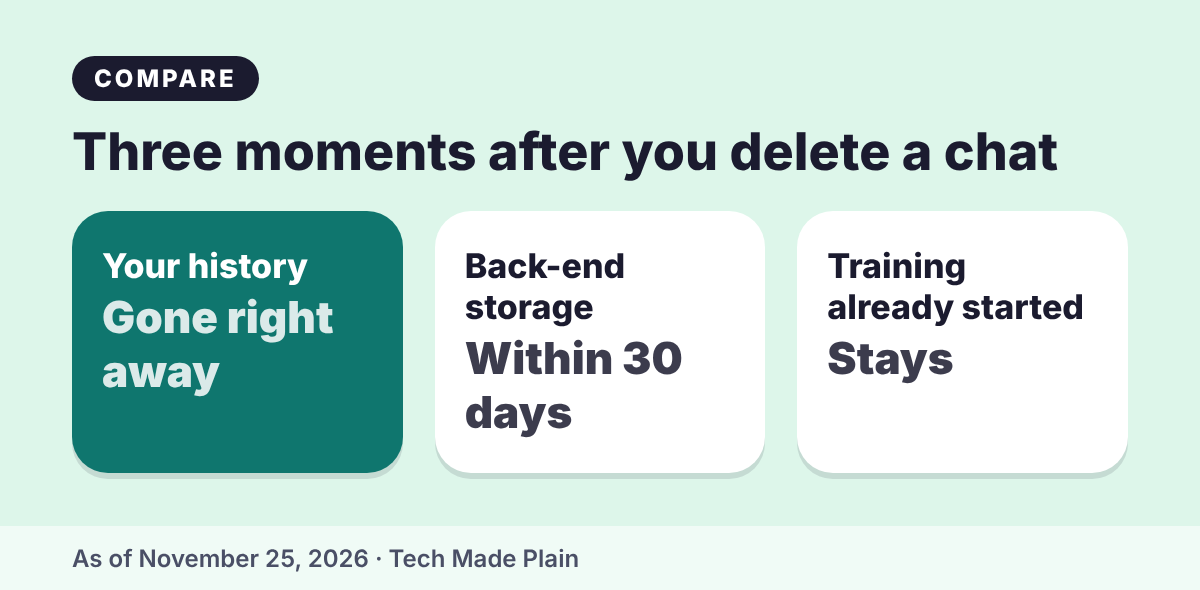 COMPARE
Three moments after you delete a chat
Your history
Gone right
away
Back-end
storage
Within 30
days
Training
already started
Stays
As of November 25, 2026 · Tech Made Plain